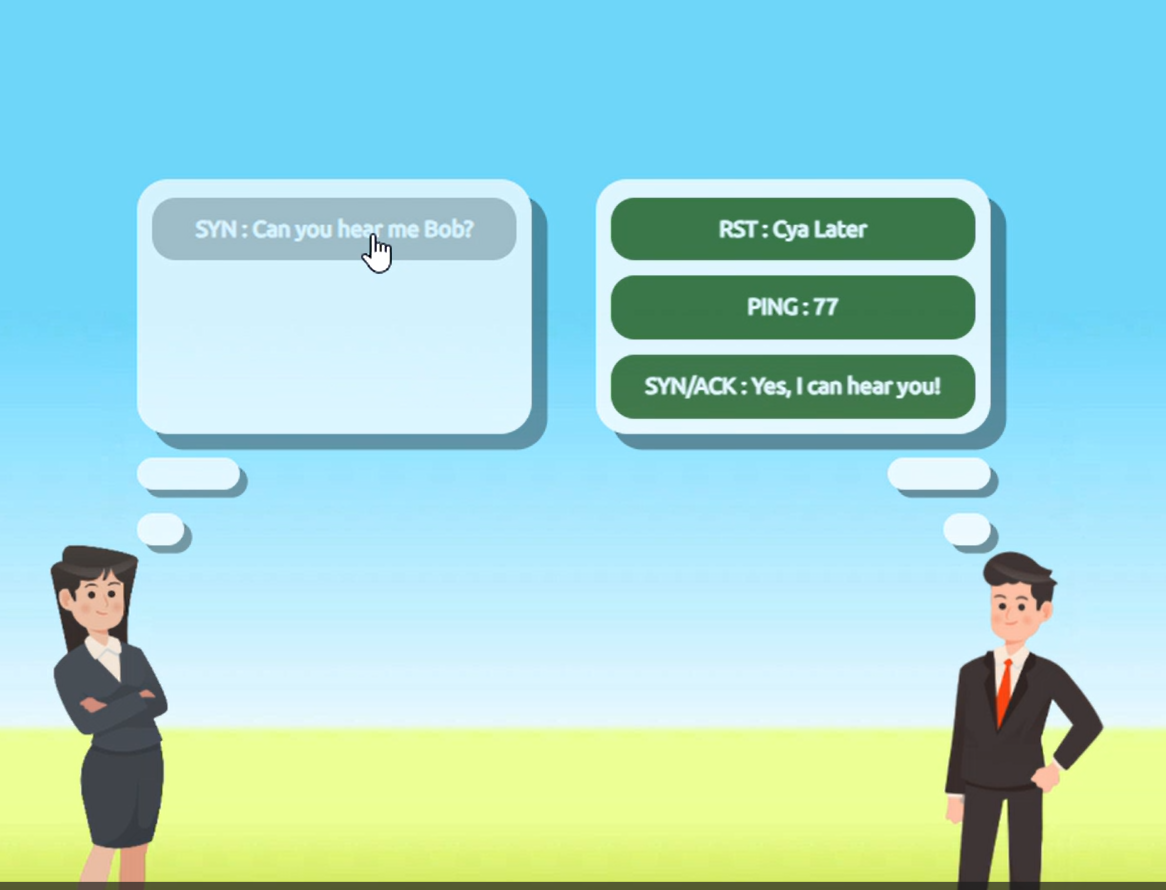 SYN : Can you hear me Bob?
RST : Cya Later
PING : 77
SYN/ACK : Yes, I can hear you!